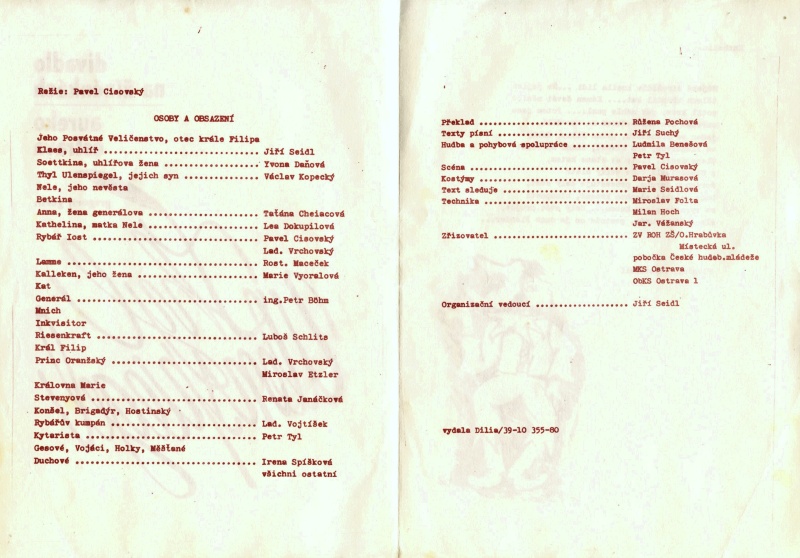 Režie: Pavel Cisovský
OSOBY A OBSAZENÍ
Jeho Posvátné Veličenstvo, otec krále Filipa
Klaes, uhlíř .................... Jiří Seidl
Soettkina, uhlířova žena .................... Yvona Daňová
Thyl Ulenspiegel, jejich syn .................... Václav Kopecký
Nele, jeho nevěsta
Betkina
Anna, žena generálova .................... Taťána Cheiacová
Kathelina, matka Nele .................... Lea Dokupilová
Rybář Iost .................... Pavel Cisovský
Lad. Vrchovský
Lamme .................... Rost. Maceček
Kalleken, jeho žena .................... Marie Vyoralová
Kat
Generál .................... ing.Petr Böhm
Mnich
Inkvisitor
Riesenkraft .................... Luboš Schlits
Král Filip
Princ Oranžský .................... Lad. Vrchovský
Miroslav Etzler
Královna Marie
Stevenyová .................... Renata Janáčková
Konšel, Brigadýr, Hostinský
Rybářův kumpán .................... Lad. Vojtíšek
Kytarista .................... Petr Tyl
Gesové, Vojáci, Holky, Měšťané
Duchové .................... Irena Spíšková
všichni ostatní
Překlad .................... Růžena Pochová
Texty písní .................... Jiří Suchý
Hudba a pohybová spolupráce .................... Ludmila Benešová
Petr Tyl
Scéna .................... Pavel Cisovský
Kostýmy .................... Darja Murasová
Text sleduje .................... Marie Seidlová
Technika .................... Miroslav Folta
Milan Hoch
Jar. Vážanský
Zřizovatel .................... ZV ROH ZŠ/O.Hrabůvka
Místecká ul.
pobočka České hudeb.mládeže
MKS Ostrava
ObKS Ostrava 1
Organizační vedoucí .................... Jiří Seidl
vydala Dilia/39-10 355-80